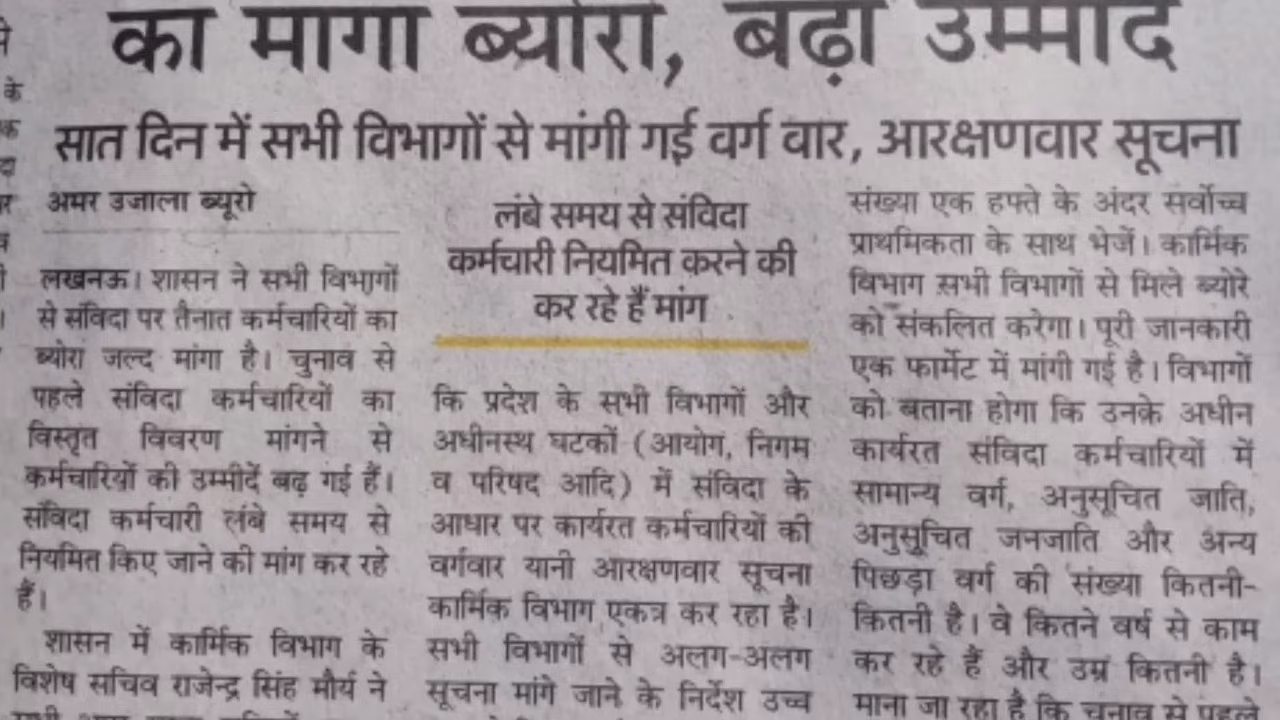 का मांगा ब्योरा, बढ़ी उम्मीद
सात दिन में सभी विभागों से मांगी गई वर्ग वार, आरक्षणवार सूचना
अमर उजाला ब्यूरो
लखनऊ। शासन ने सभी विभागों
से संविदा पर तैनात कर्मचारियों का
ब्योरा जल्द मांगा है। चुनाव से
पहले संविदा कर्मचारियों का
विस्तृत विवरण मांगने से
कर्मचारियों की उम्मीदें बढ़ गई हैं।
संविदा कर्मचारी लंबे समय से
नियमित किए जाने की मांग कर रहे
हैं।
शासन में कार्मिक विभाग के
विशेष सचिव राजेन्द्र सिंह मौर्य ने
लंबे समय से संविदा
कर्मचारी नियमित करने की
कर रहे हैं मांग
कि प्रदेश के सभी विभागों और
अधीनस्थ घटकों (आयोग, निगम
व परिषद आदि) में संविदा के
आधार पर कार्यरत कर्मचारियों की
वर्गवार यानी आरक्षणवार सूचना
कार्मिक विभाग एकत्र कर रहा है।
सभी विभागों से अलग-अलग
सूचना मांगे जाने के निर्देश उच्च
संख्या एक हफ्ते के अंदर सर्वोच्च
प्राथमिकता के साथ भेजें। कार्मिक
विभाग सभी विभागों से मिले ब्योरे
को संकलित करेगा। पूरी जानकारी
एक फार्मेट में मांगी गई है। विभागों
को बताना होगा कि उनके अधीन
कार्यरत संविदा कर्मचारियों में
सामान्य वर्ग, अनुसूचित जाति,
अनुसूचित जनजाति और अन्य
पिछड़ा वर्ग की संख्या कितनी-
कितनी है। वे कितने वर्ष से काम
कर रहे हैं और उम्र कितनी है।
माना जा रहा है कि चुनाव से पहले